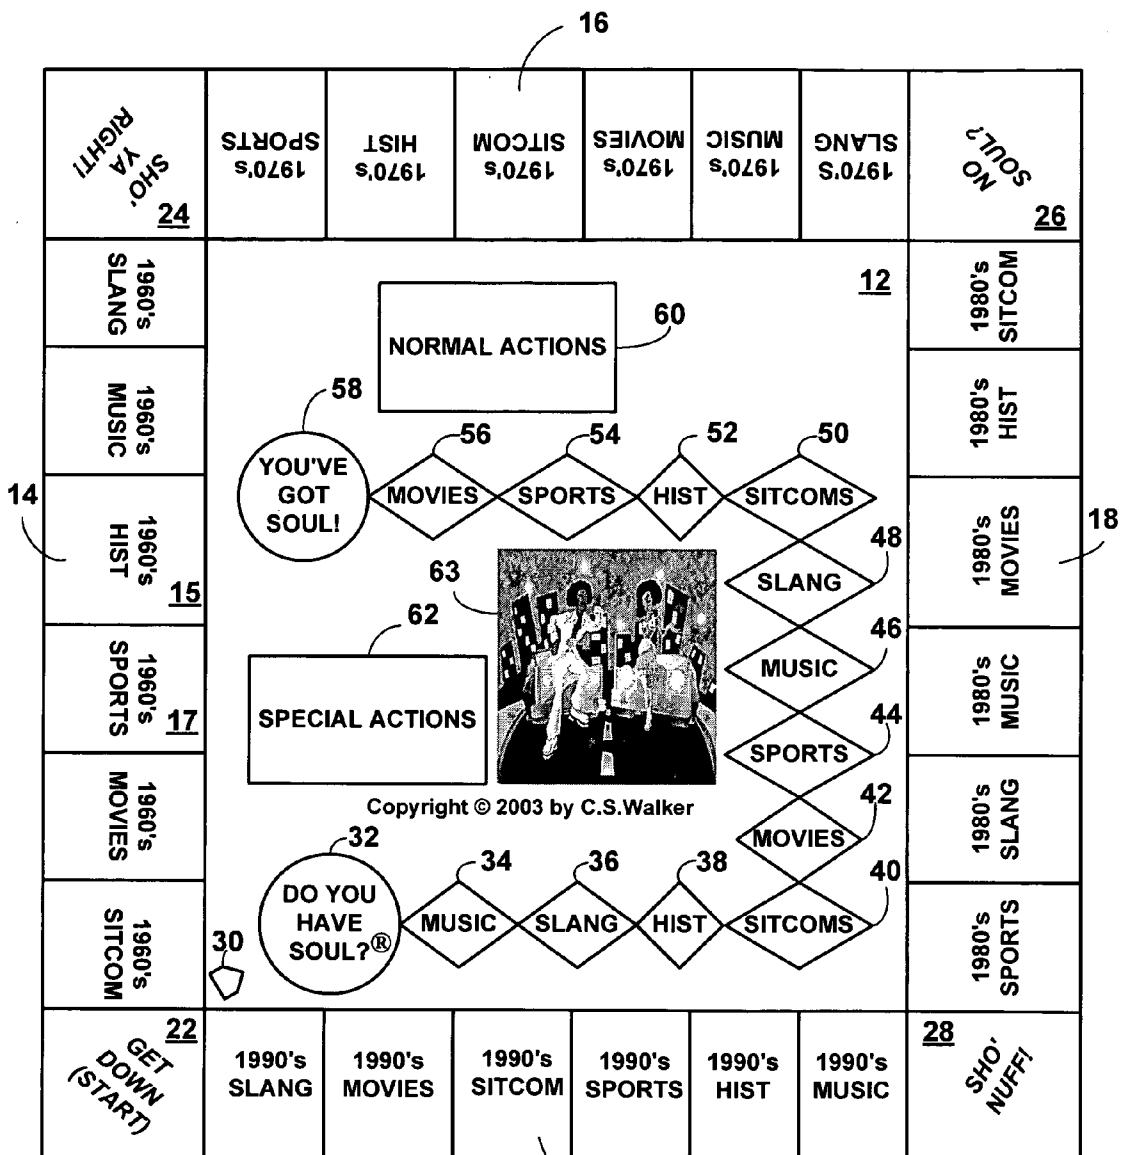 16
SHO'
YA
RIGHT!
24
1970's
SPORTS
1970's
HIST
1970's
SITCOM
1970's
MOVIES
1970's
MUSIC
1970's
SLANG
NO
SOUL?
26
1960's
SLANG
1960's
MUSIC
14
1960's
HIST
15
1960's
SPORTS
17
1960's
MOVIES
1960's
SITCOM
12
NORMAL ACTIONS
60
58
56
54
52
50
YOU'VE
GOT
SOUL!
MOVIES
SPORTS
HIST
SITCOMS
48
SLANG
63
62
46
MUSIC
SPECIAL ACTIONS
44
SPORTS
Copyright © 2003 by C.S.Walker
42
MOVIES
32
34
36
38
40
DO YOU
HAVE
SOUL?®
MUSIC
SLANG
HIST
SITCOMS
30
1980's
SITCOM
1980's
HIST
18
1980's
MOVIES
1980's
MUSIC
1980's
SLANG
1980's
SPORTS
22
GET
DOWN
(START)
1990's
SLANG
1990's
MOVIES
1990's
SITCOM
1990's
SPORTS
1990's
HIST
1990's
MUSIC
28
SHO'
NUFF!